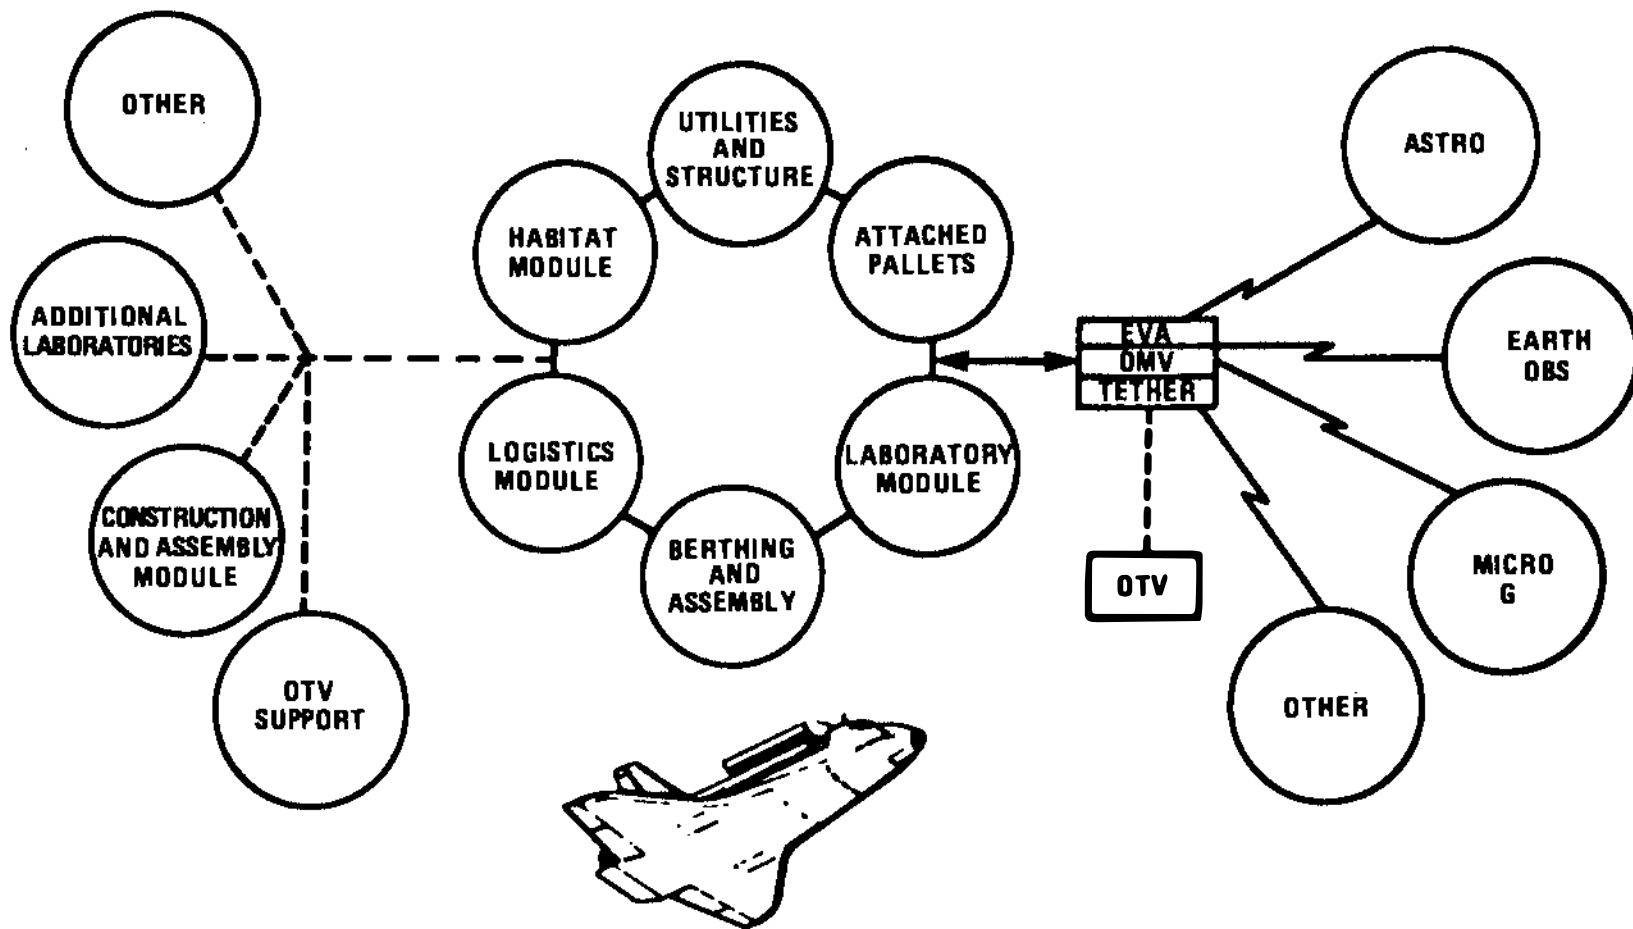 OTHER
ADDITIONAL
LABORATORIES
CONSTRUCTION
AND ASSEMBLY
MODULE
OTV
SUPPORT
UTILITIES
AND
STRUCTURE
HABITAT
MODULE
ATTACHED
PALLETS
LOGISTICS
MODULE
LABORATORY
MODULE
BERTHING
AND
ASSEMBLY
EVA
OMV
TETHER
OTV
ASTRO
EARTH
OBS
MICRO
G
OTHER